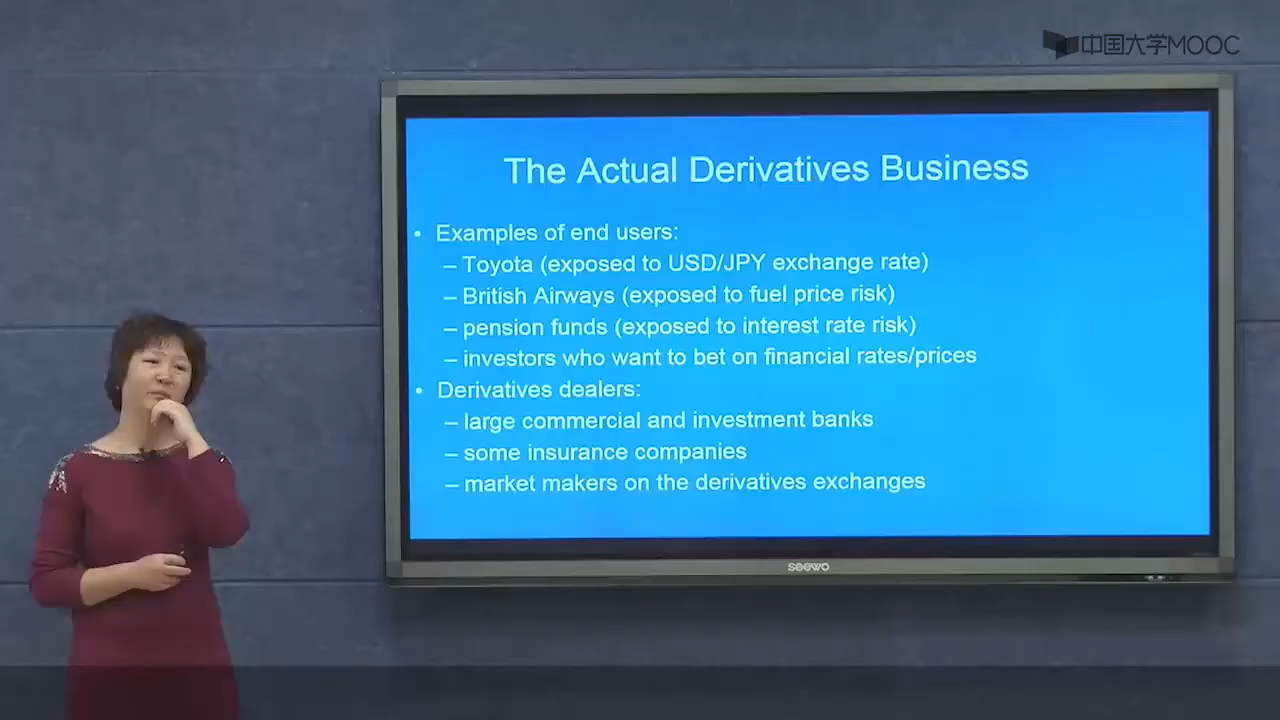 中国大学MOOC
The Actual Derivatives Business
• Examples of end users:
– Toyota (exposed to USD/JPY exchange rate)
– British Airways (exposed to fuel price risk)
– pension funds (exposed to interest rate risk)
– investors who want to bet on financial rates/prices
• Derivatives dealers:
– large commercial and investment banks
– some insurance companies
– market makers on the derivatives exchanges
seewo